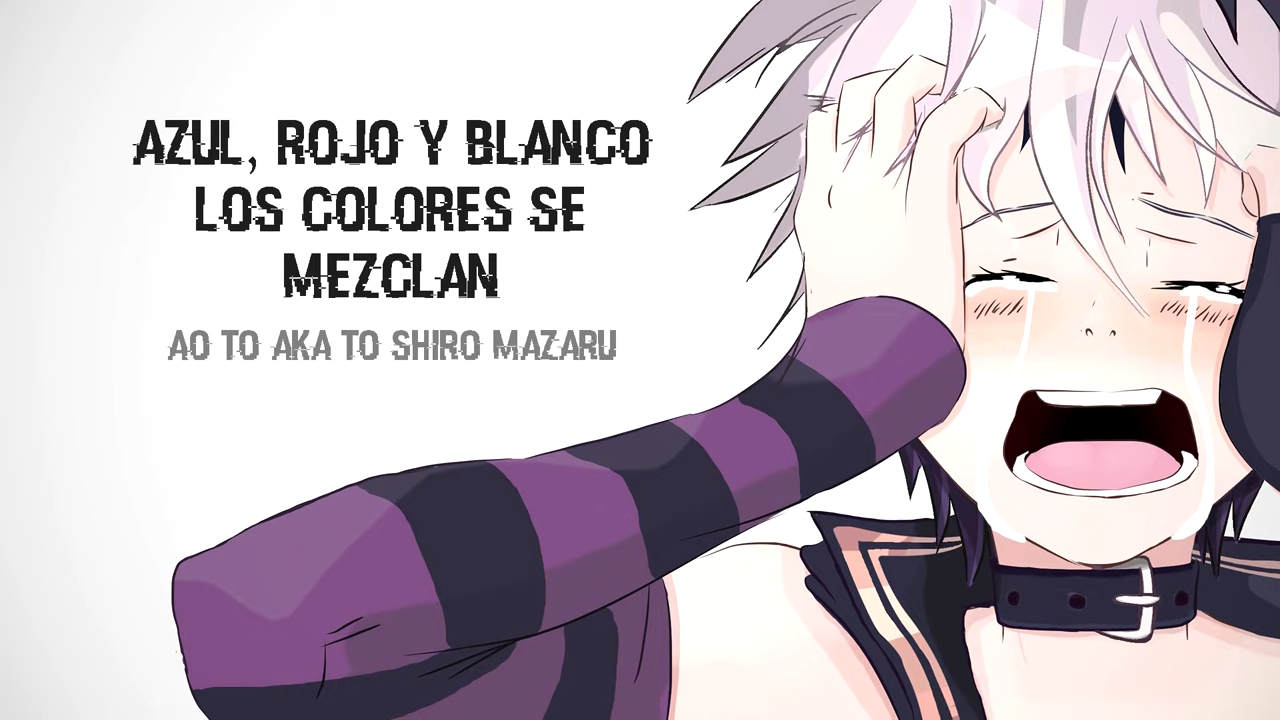 AZUL, ROJO Y BLANCO
LOS COLORES SE
MEZCLAN
AO TO AKA TO SHIRO MAZARU